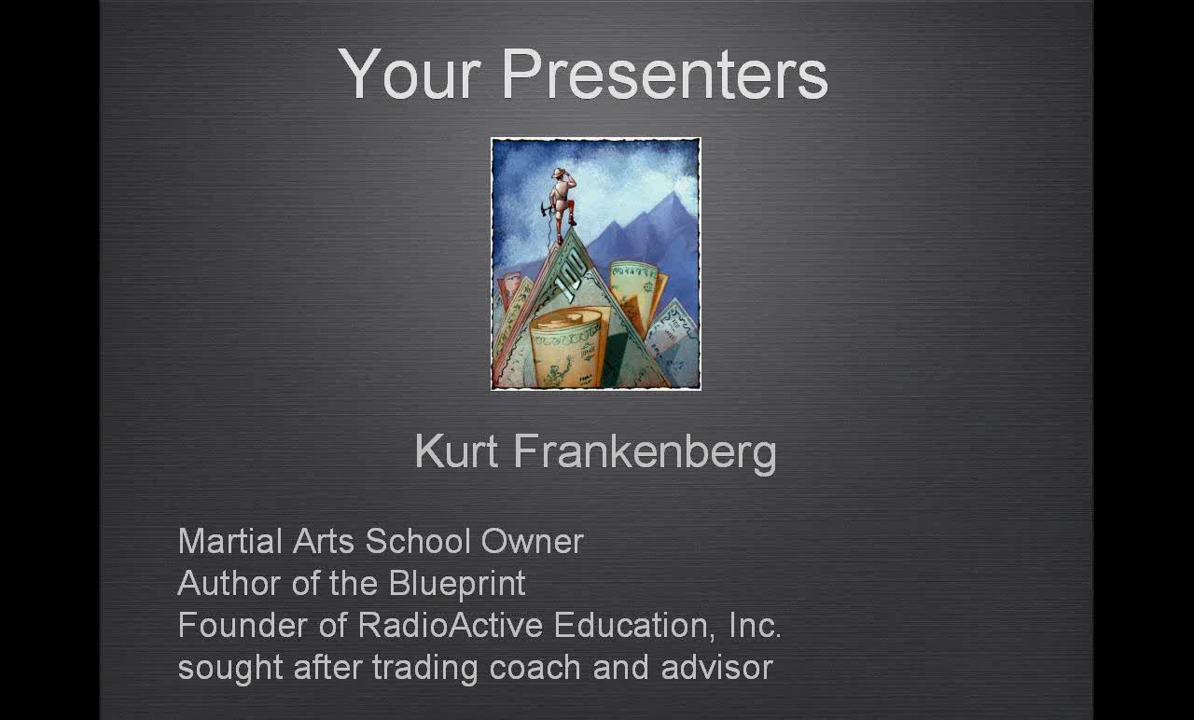 Your Presenters
100
Kurt Frankenberg
Martial Arts School Owner
Author of the Blueprint
Founder of RadioActive Education, Inc.
sought after trading coach and advisor